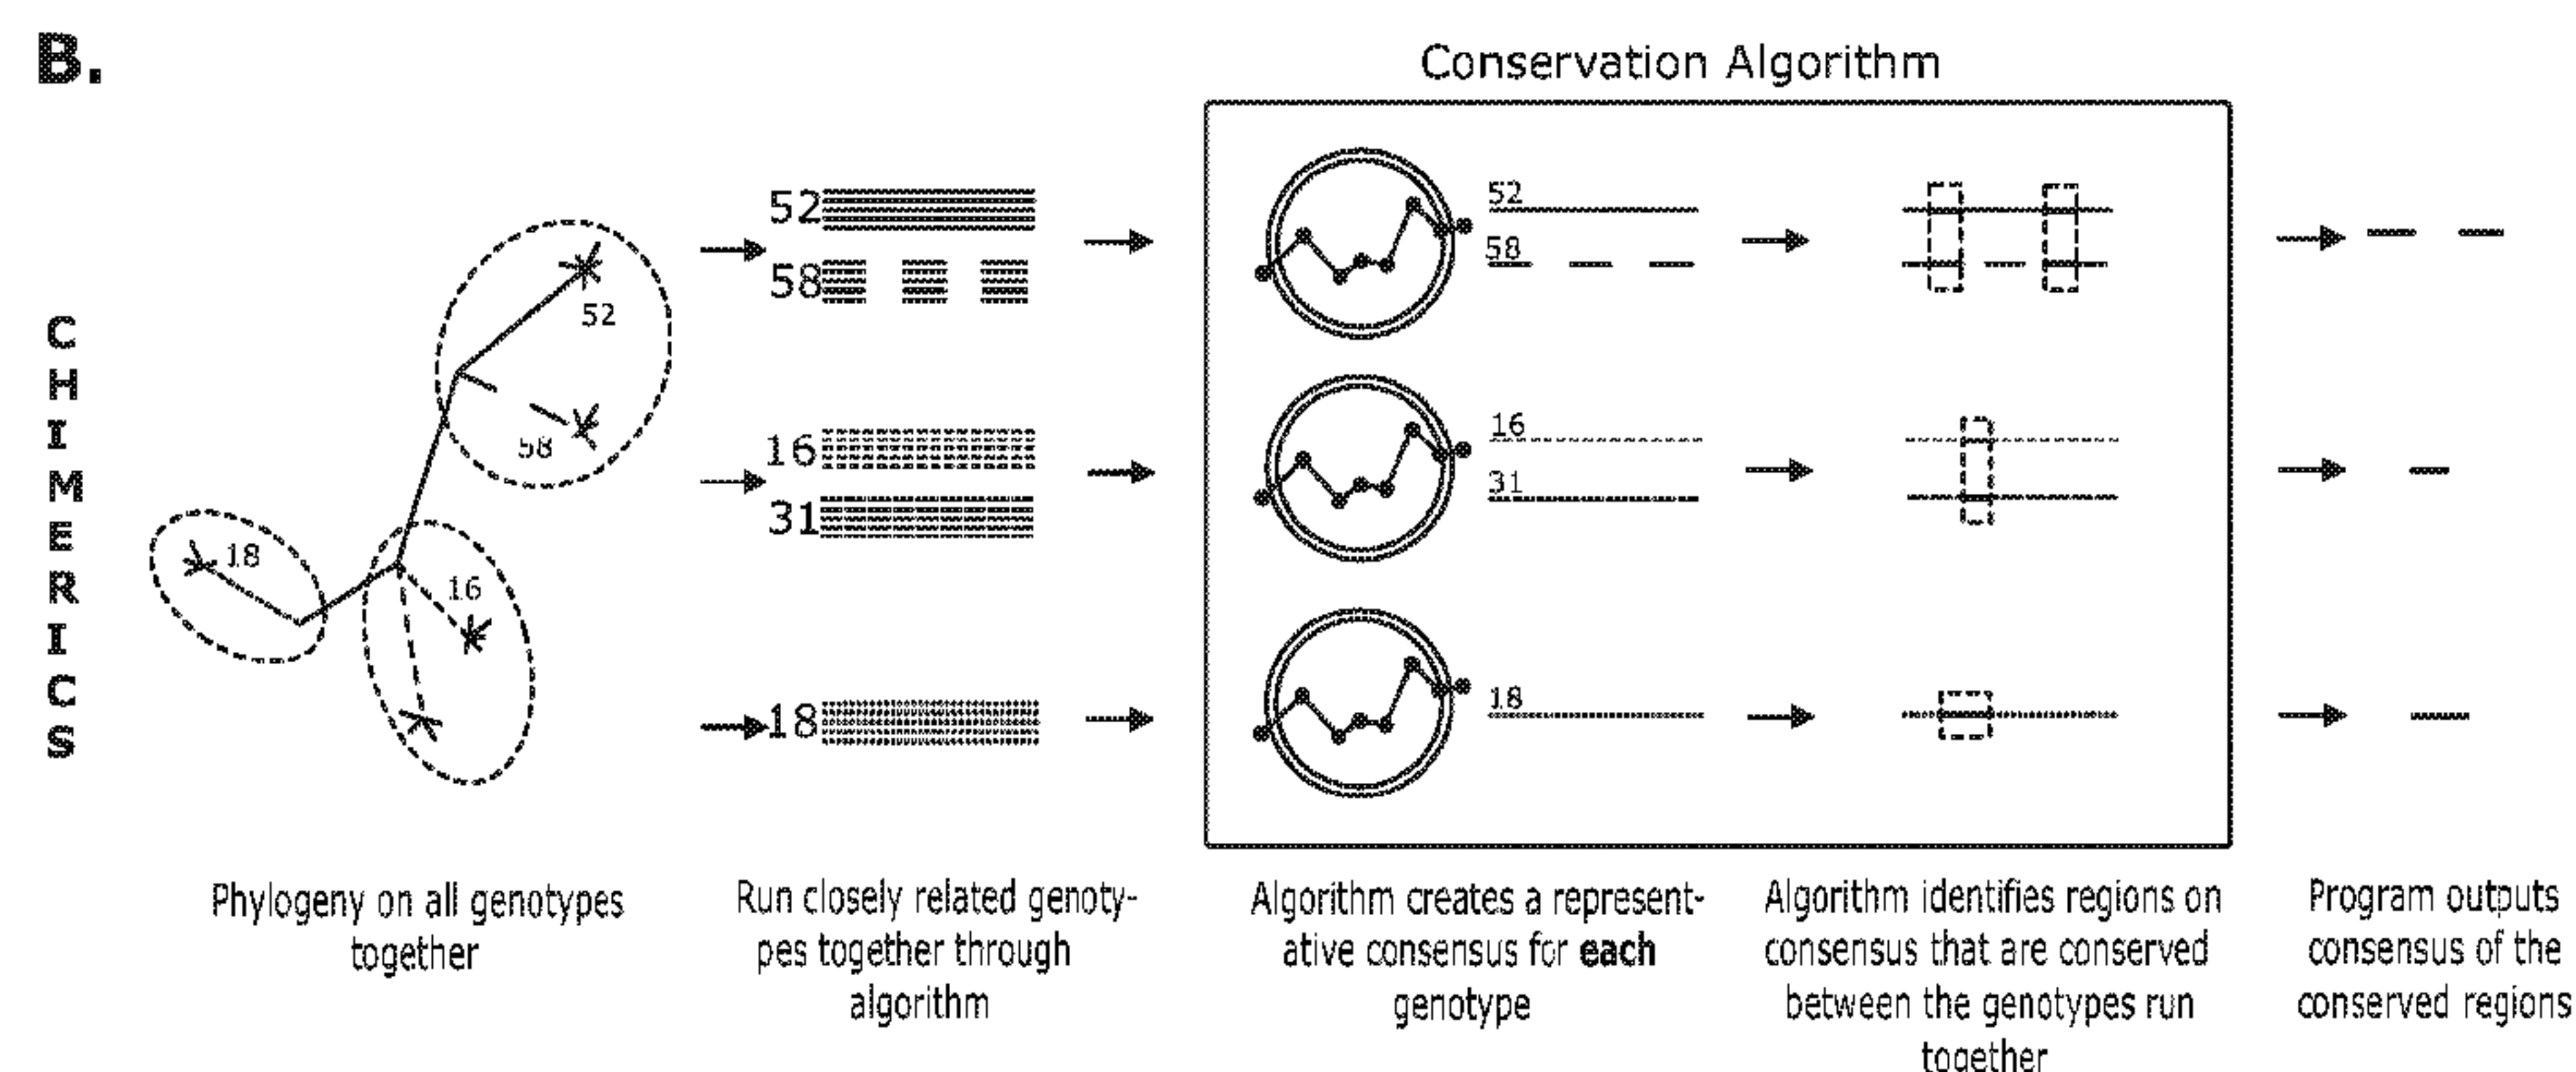 B.
Conservation Algorithm
CHIMERICS
52
58
18
16
52
58
16
31
18
52
58
16
31
18
Phylogeny on all genotypes
together
Run closely related genoty-
pes together through
algorithm
Algorithm creates a represent-
ative consensus for each
genotype
Algorithm identifies regions on
consensus that are conserved
between the genotypes run
together
Program outputs
consensus of the
conserved regions